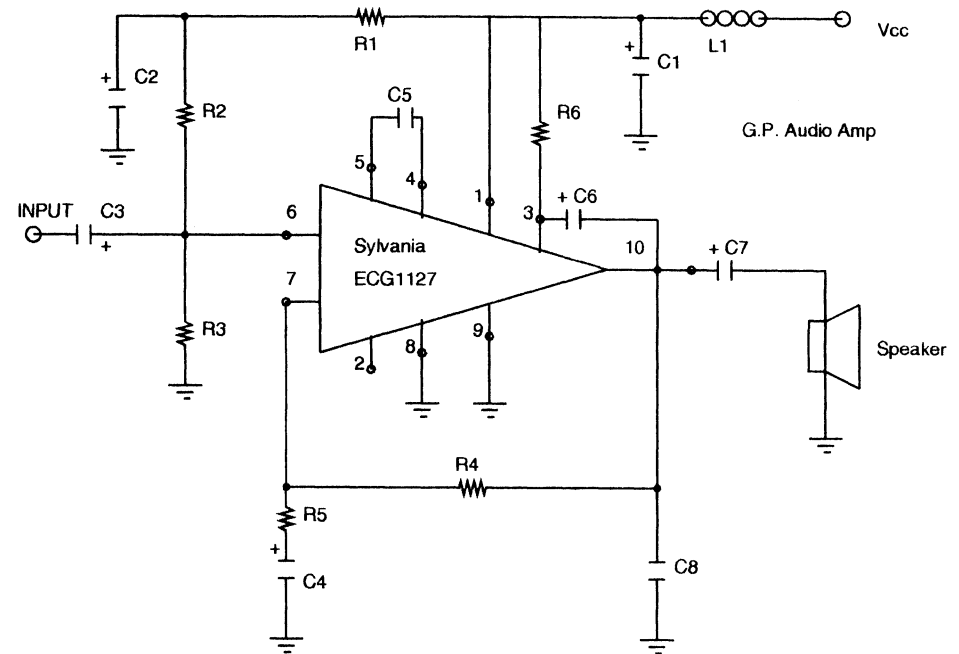 R1
L1
Vcc
+ C2
+ C1
R2
C5
R6
G.P. Audio Amp
5
4
INPUT
C3
+
6
1
3
+ C6
Sylvania
ECG1127
10
+ C7
7
R3
2
8
9
Speaker
R4
R5
+
C4
C8